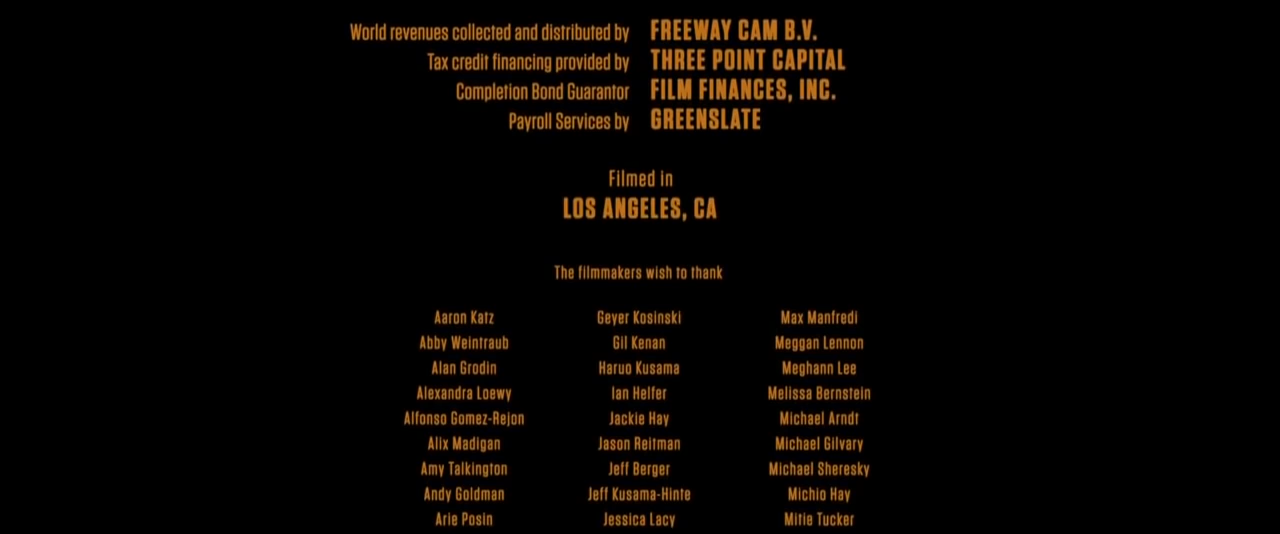 World revenues collected and distributed by FREEWAY CAM B.V.
Tax credit financing provided by THREE POINT CAPITAL
Completion Bond Guarantor FILM FINANCES, INC.
Payroll Services by GREENSLATE
Filmed in
LOS ANGELES, CA
The filmmakers wish to thank
Aaron Katz Geyer Kosinski Max Manfredi
Abby Weintraub Gil Kenan Meggan Lennon
Alan Grodin Haruo Kusama Meghann Lee
Alexandra Loewy Ian Helfer Melissa Bernstein
Alfonso Gomez-Rejon Jackie Hay Michael Arndt
Alix Madigan Jason Reitman Michael Gilvary
Amy Talkington Jeff Berger Michael Sheresky
Andy Goldman Jeff Kusama-Hinte Michio Hay
Arie Posin Jessica Lacy Mitie Tucker